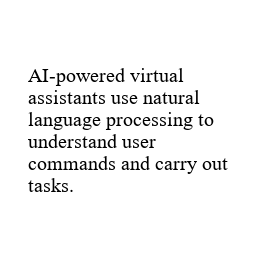 AI-powered virtual
assistants use natural
language processing to
understand user
commands and carry out
tasks.